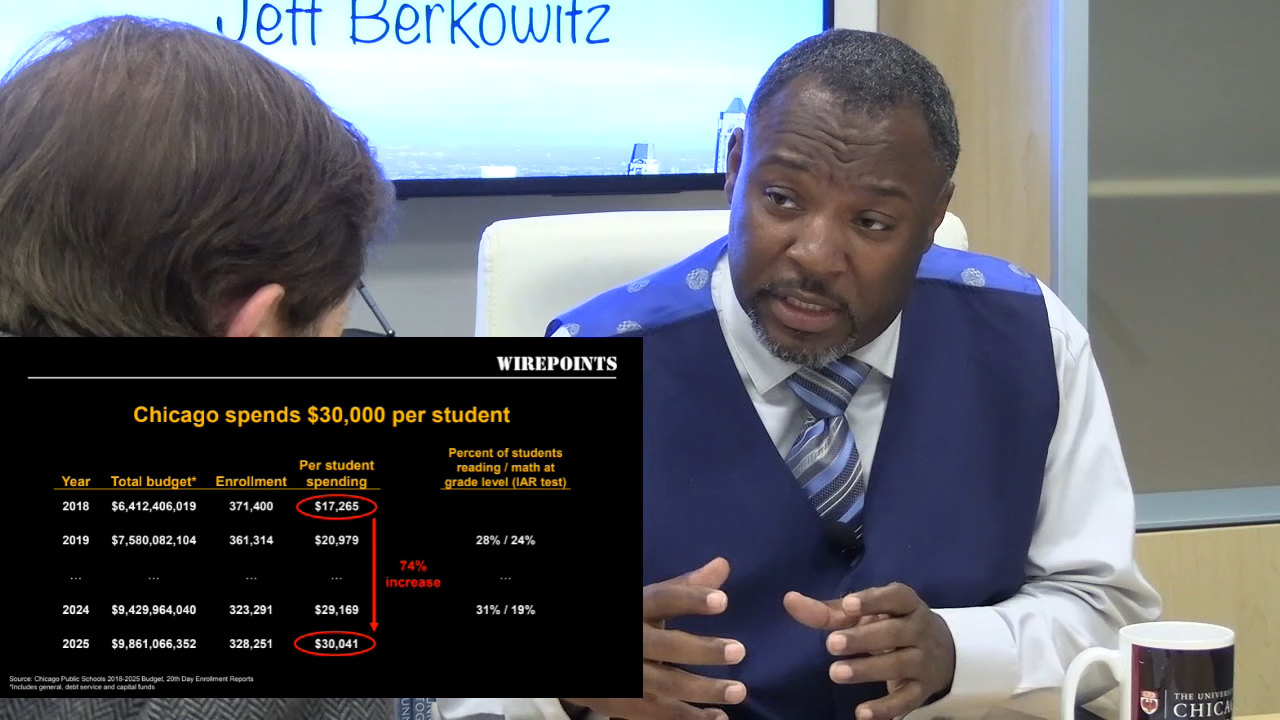 Jeff Berkowitz
WIREPOINTS
Chicago spends $30,000 per student
Year Total budget* Enrollment Per student spending Percent of students reading / math at grade level (IAR test)
2018 $6,412,406,019 371,400 $17,265
2019 $7,580,082,104 361,314 $20,979 28% / 24%
... ... ... ... ...
74% increase
2024 $9,429,964,040 323,291 $29,169 31% / 19%
2025 $9,861,066,352 328,251 $30,041
Source: Chicago Public Schools 2018-2025 Budget, 20th Day Enrollment Reports
*Includes general, debt service and capital funds
THE UNIVER
CHICA